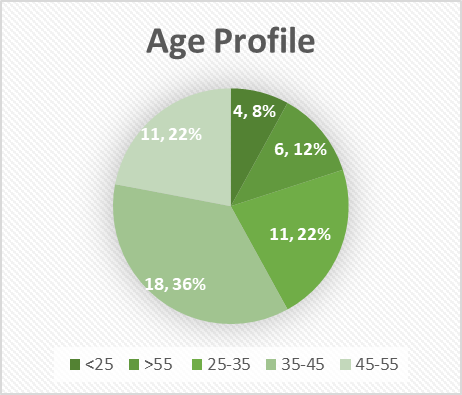 Age Profile
4, 8%
11, 22%
6, 12%
11, 22%
18, 36%
<25 >55 25-35 35-45 45-55